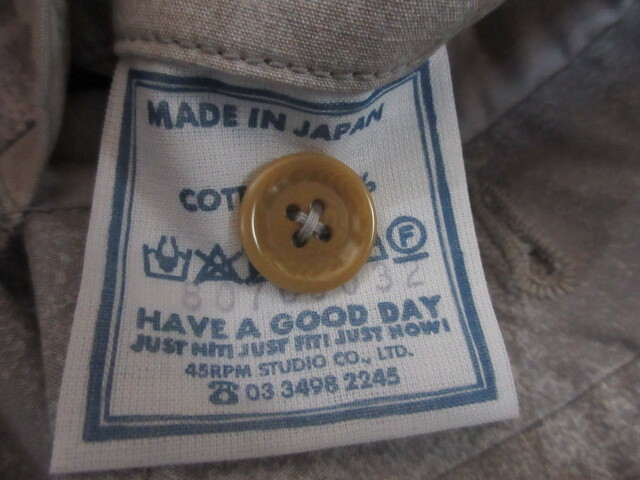 MADE IN JAPAN
COT %
F
HAVE A GOOD DAY
JUST HIT! JUST FIT! JUST NOW!
45RPM STUDIO CO., LTD.
☎ 03 3498 2245